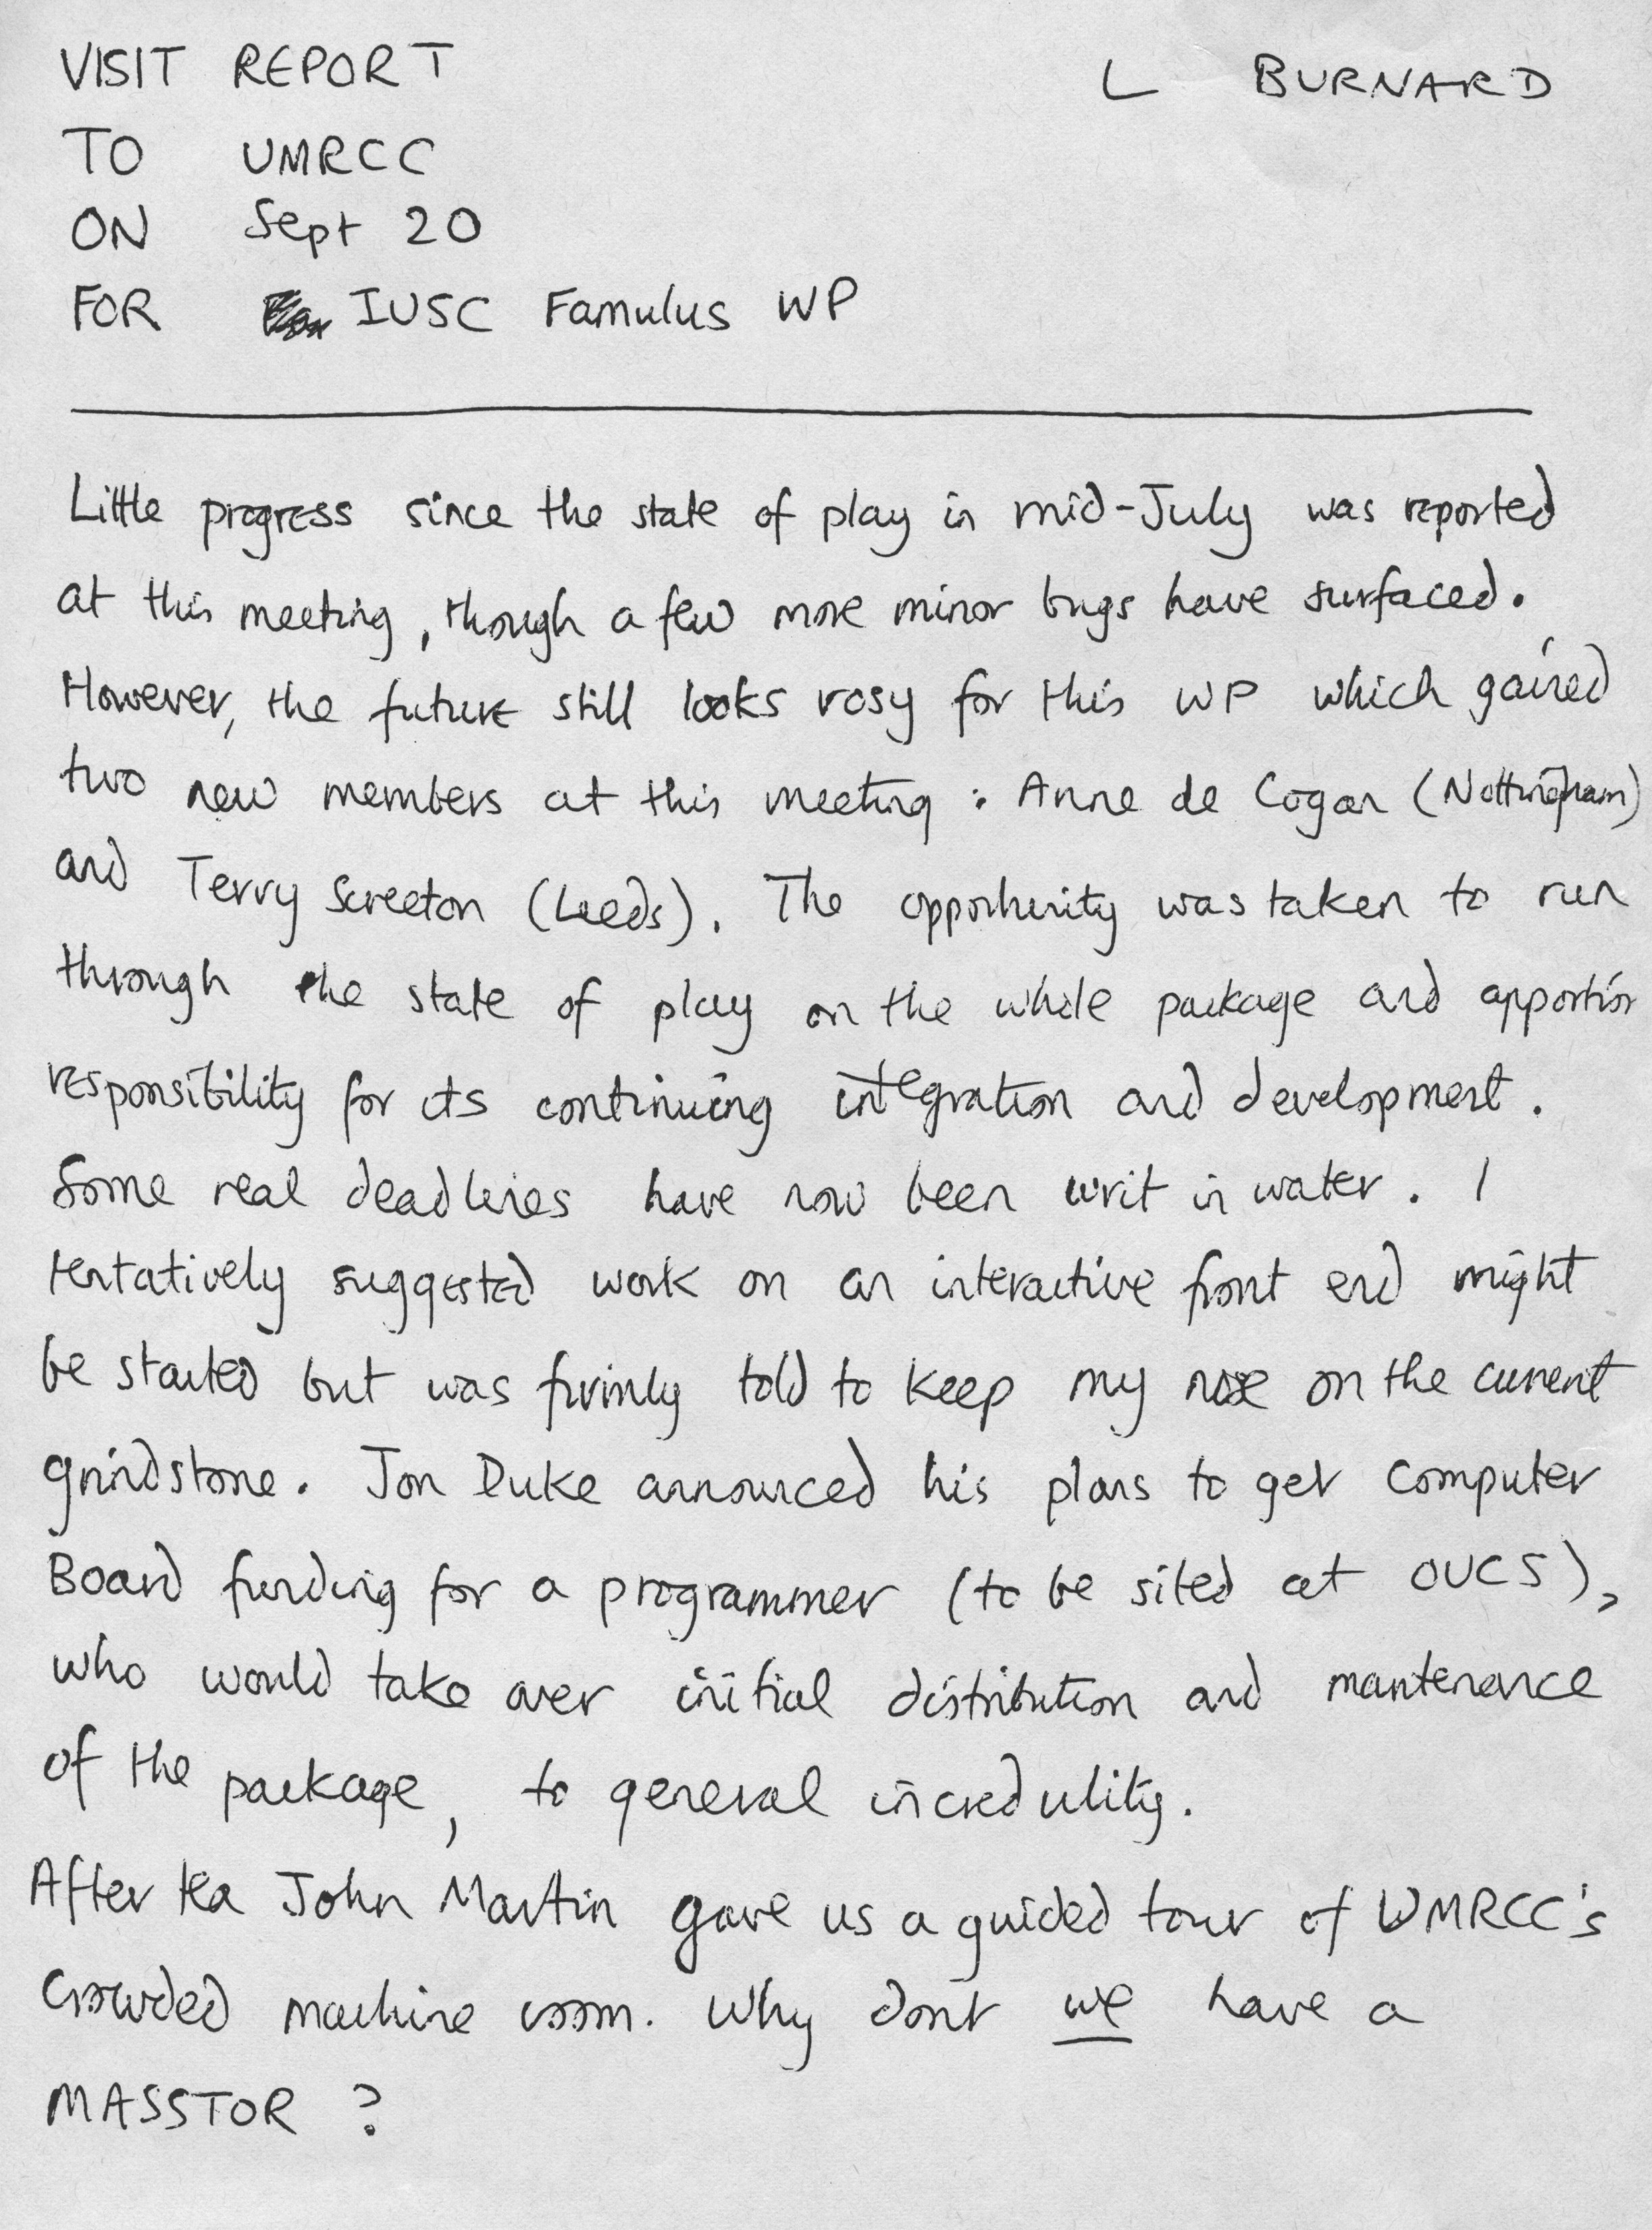 VISIT REPORT L BURNARD
TO UMRCC
ON Sept 20
FOR IUSC Famulus WP
Little progress since the state of play in mid-July was reported
at this meeting, though a few more minor bugs have surfaced.
However, the future still looks rosy for this WP which gained
two new members at this meeting : Anne de Cogan (Nottingham)
and Terry Screeton (Leeds). The opportunity was taken to run
through the state of play on the whole package and apportion
responsibility for its continuing integration and development.
Some real deadlines have now been writ in water. I
tentatively suggested work on an interactive front end might
be started but was firmly told to keep my nose on the current
grindstone. Jon Duke announced his plans to get Computer
Board funding for a programmer (to be sited at OUCS),
who would take over initial distribution and mantenance
of the package, to general incredulity.
After tea John Martin gave us a guided tour of UMRCC's
crowded machine room. Why dont we have a
MASSTOR ?